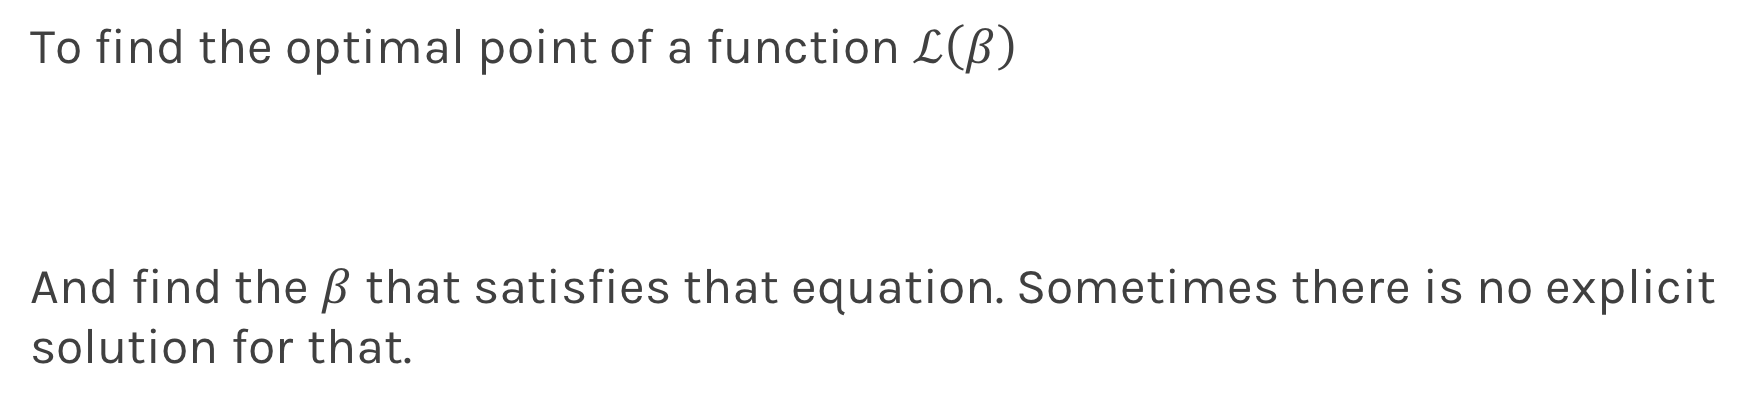 To find the optimal point of a function ℒ(β)
And find the β that satisfies that equation. Sometimes there is no explicit
solution for that.